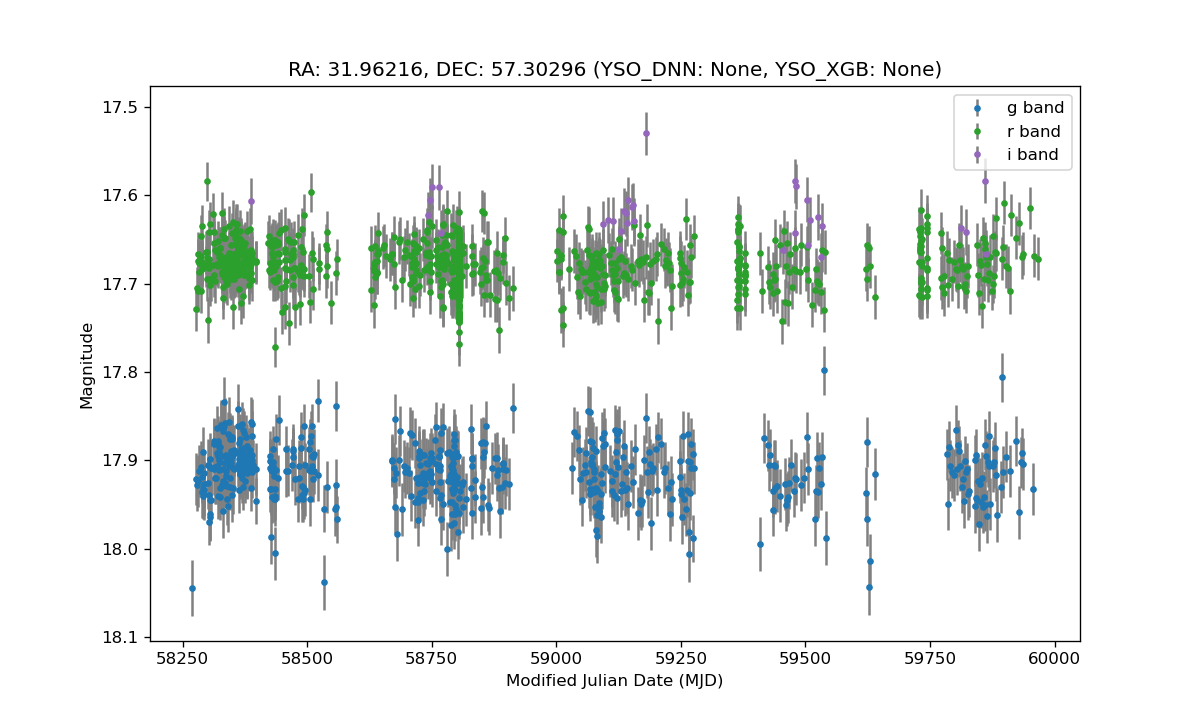 RA: 31.96216, DEC: 57.30296 (YSO_DNN: None, YSO_XGB: None)
g band
r band
i band
17.5
17.6
17.7
17.8
17.9
18.0
18.1
Magnitude
58250 58500 58750 59000 59250 59500 59750 60000
Modified Julian Date (MJD)